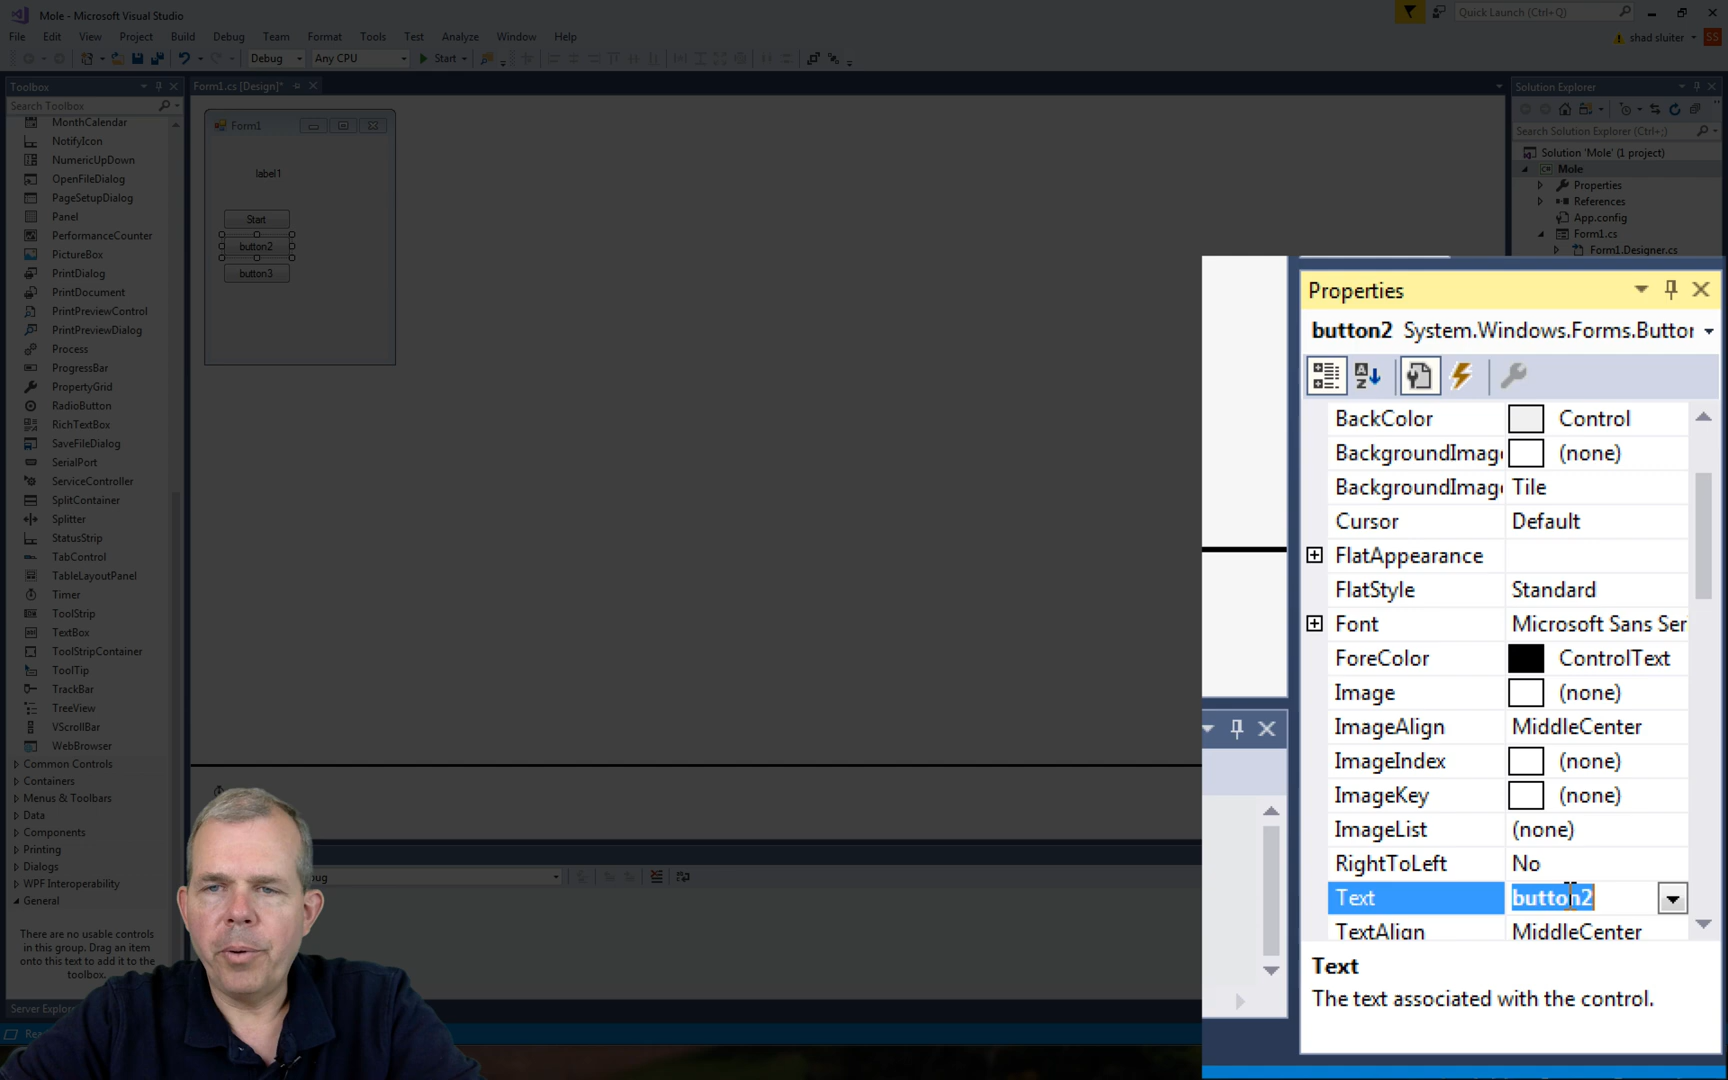 Mole - Microsoft Visual Studio
Quick Launch (Ctrl+Q)
File Edit View Project Build Debug Team Format Tools Test Analyze Window Help
shad sluiter SS
Debug Any CPU Start
Toolbox
Form1.cs [Design]*
Solution Explorer
Search Toolbox
Search Solution Explorer (Ctrl+;)
MonthCalendar
NotifyIcon
NumericUpDown
OpenFileDialog
PageSetupDialog
Panel
PerformanceCounter
PictureBox
PrintDialog
PrintDocument
PrintPreviewControl
PrintPreviewDialog
Process
ProgressBar
PropertyGrid
RadioButton
RichTextBox
SaveFileDialog
SerialPort
ServiceController
SplitContainer
Splitter
StatusStrip
TabControl
TableLayoutPanel
Timer
ToolStrip
TextBox
ToolStripContainer
ToolTip
TrackBar
TreeView
VScrollBar
WebBrowser
Common Controls
Containers
Menus & Toolbars
Data
Components
Printing
Dialogs
WPF Interoperability
General
There are no usable controls
in this group. Drag an item
onto this text to add it to the
toolbox.
Server Explor
Rea
Form1
label1
Start
button2
button3
bug
Solution 'Mole' (1 project)
Mole
Properties
References
App.config
Form1.cs
Form1.Designer.cs
Properties
button2 System.Windows.Forms.Buttor
BackColor Control
BackgroundImag (none)
BackgroundImag Tile
Cursor Default
FlatAppearance
FlatStyle Standard
Font Microsoft Sans Ser
ForeColor ControlText
Image (none)
ImageAlign MiddleCenter
ImageIndex (none)
ImageKey (none)
ImageList (none)
RightToLeft No
Text button2
TextAlign MiddleCenter
Text
The text associated with the control.